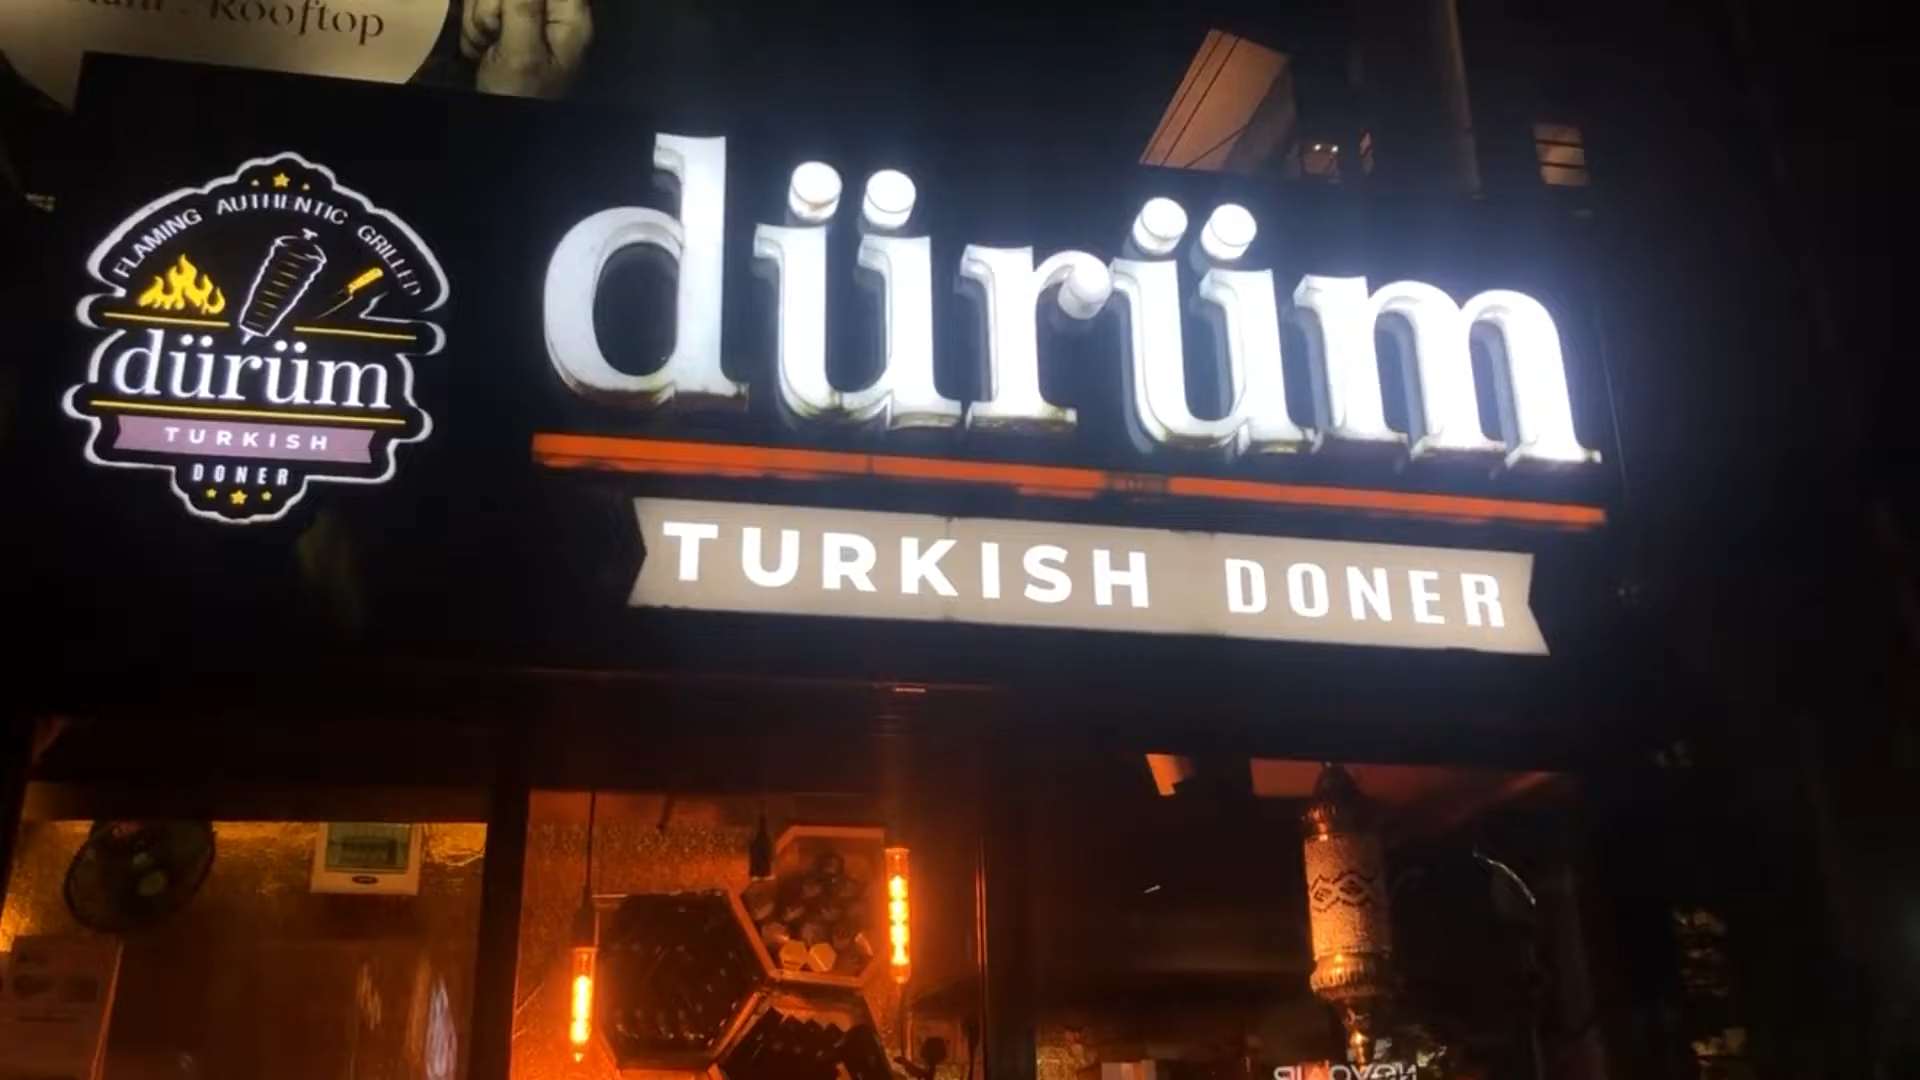 Rooftop
FLAMING AUTHENTIC GRILLED
dürüm
TURKISH
DONER
dürüm
TURKISH DONER